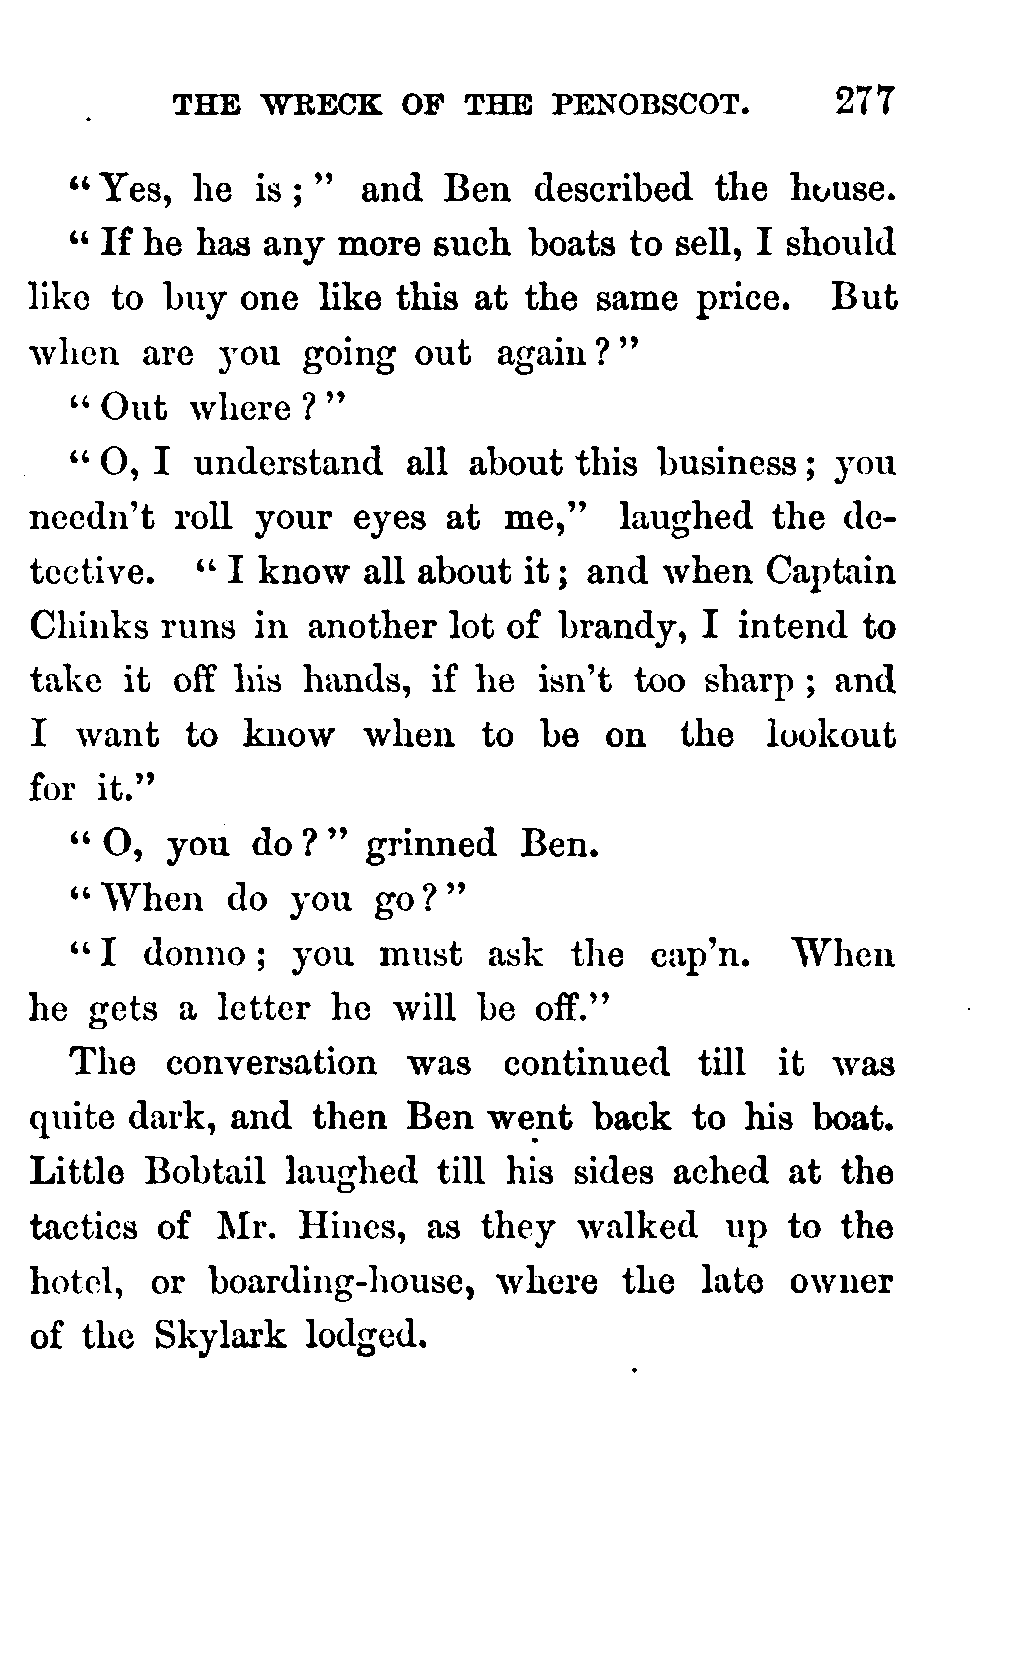 THE WRECK OF THE PENOBSCOT. 277
"Yes, he is;" and Ben described the house.
"If he has any more such boats to sell, I should
like to buy one like this at the same price. But
when are you going out again?"
"Out where?"
"O, I understand all about this business; you
needn't roll your eyes at me," laughed the de-
tective. "I know all about it; and when Captain
Chinks runs in another lot of brandy, I intend to
take it off his hands, if he isn't too sharp; and
I want to know when to be on the lookout
for it."
"O, you do?" grinned Ben.
"When do you go?"
"I donno; you must ask the cap'n. When
he gets a letter he will be off."
The conversation was continued till it was
quite dark, and then Ben went back to his boat.
Little Bobtail laughed till his sides ached at the
tactics of Mr. Hines, as they walked up to the
hotel, or boarding-house, where the late owner
of the Skylark lodged.